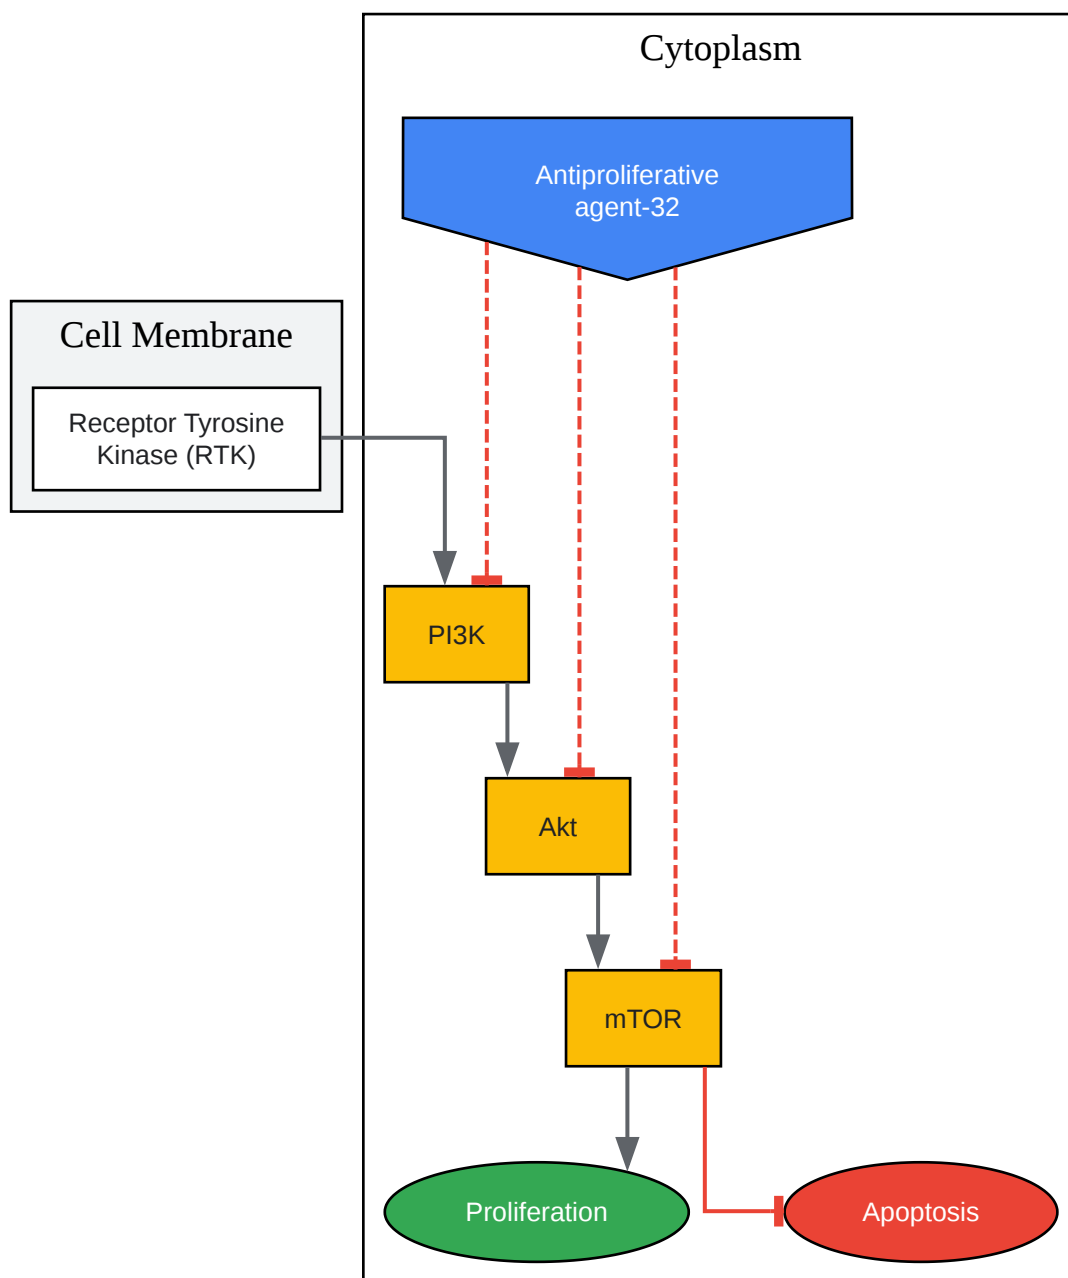 Cytoplasm
Antiproliferative
agent-32
Cell Membrane
Receptor Tyrosine
Kinase (RTK)
PI3K
Akt
mTOR
Proliferation
Apoptosis